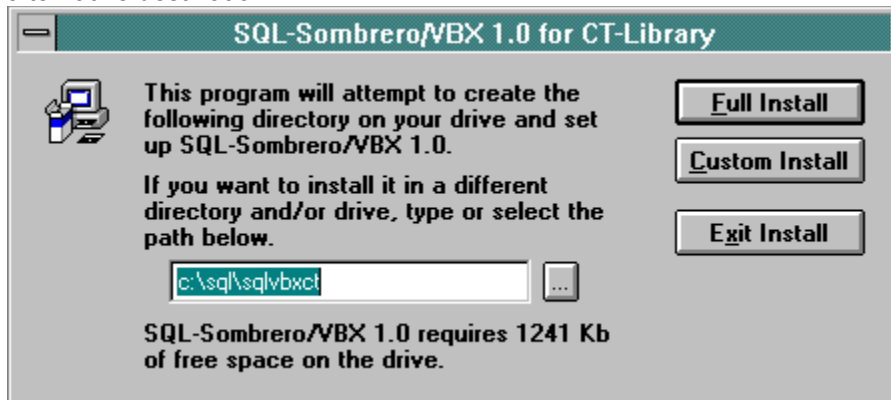 SQL-Sombrero/VBX 1.0 for CT-Library
This program will attempt to create the
following directory on your drive and set
up SQL-Sombrero/VBX 1.0.
If you want to install it in a different
directory and/or drive, type or select the
path below.
c:\sql\sqlvbxct
...
SQL-Sombrero/VBX 1.0 requires 1241 Kb
of free space on the drive.
Full Install
Custom Install
Exit Install